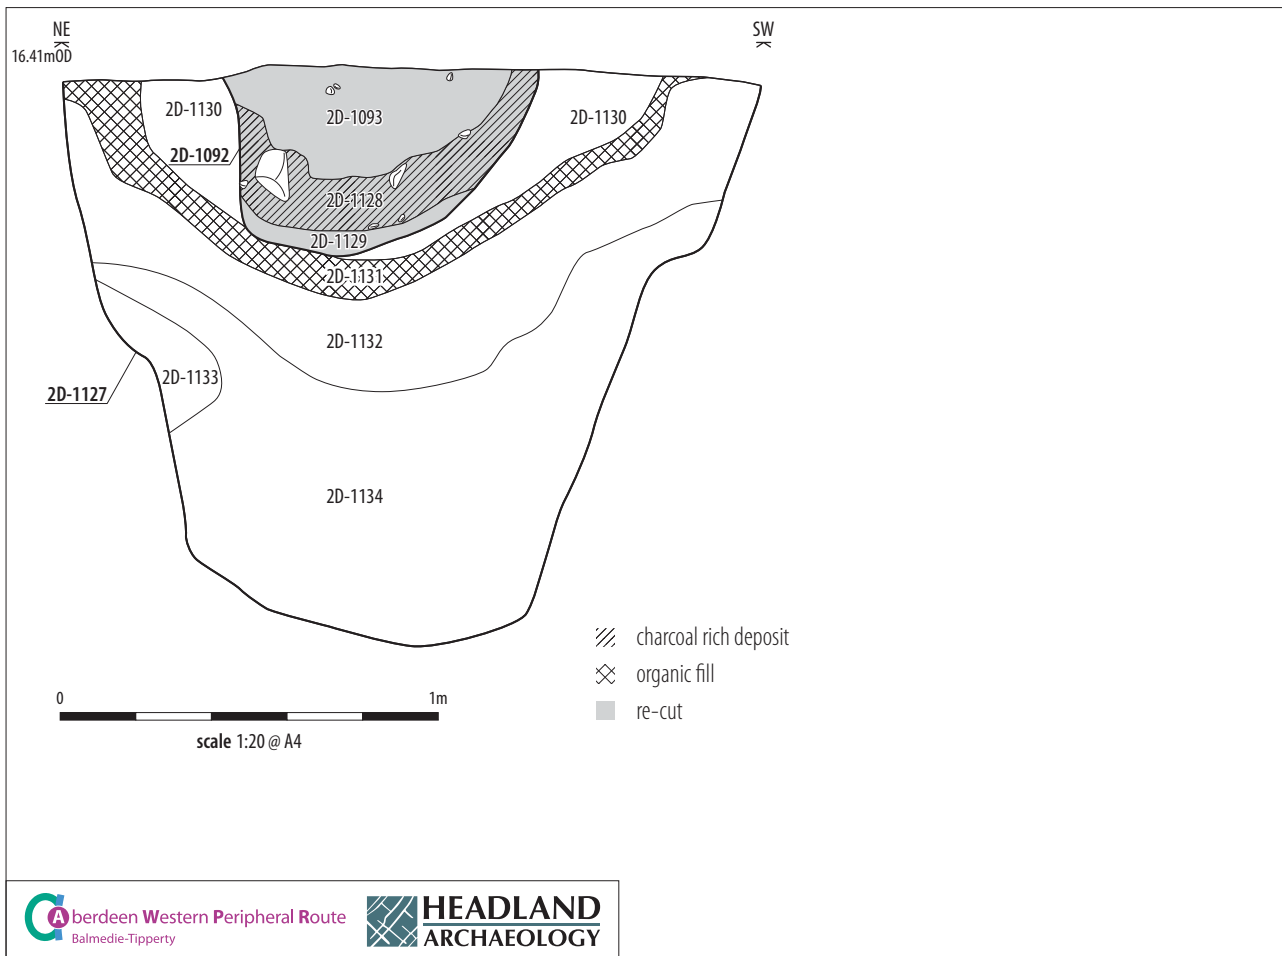 NE
SW
16.41mOD
2D-1130
2D-1093
2D-1130
2D-1092
2D-1128
2D-1129
2D-1131
2D-1132
2D-1133
2D-1127
2D-1134
charcoal rich deposit
organic fill
re-cut
0
1m
scale 1:20 @ A4
Aberdeen Western Peripheral Route
Balmedie-Tipperty
HEADLAND
ARCHAEOLOGY